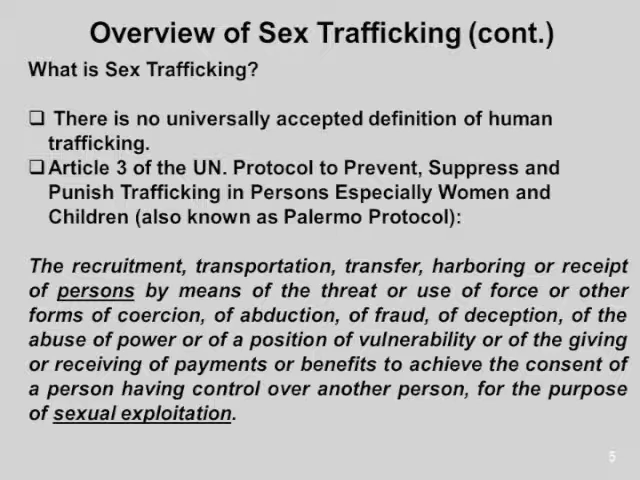 Overview of Sex Trafficking (cont.)
What is Sex Trafficking?
❑ There is no universally accepted definition of human
trafficking.
❑Article 3 of the UN. Protocol to Prevent, Suppress and
Punish Trafficking in Persons Especially Women and
Children (also known as Palermo Protocol):
The recruitment, transportation, transfer, harboring or receipt
of persons by means of the threat or use of force or other
forms of coercion, of abduction, of fraud, of deception, of the
abuse of power or of a position of vulnerability or of the giving
or receiving of payments or benefits to achieve the consent of
a person having control over another person, for the purpose
of sexual exploitation.
5